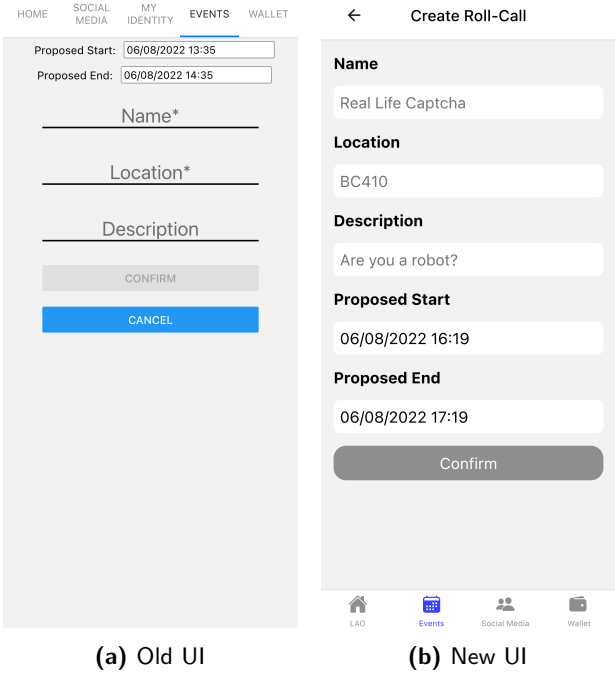 HOME
SOCIAL
MEDIA
MY
IDENTITY
EVENTS
WALLET
Proposed Start: 06/08/2022 13:35
Proposed End: 06/08/2022 14:35
Name*
Location*
Description
CONFIRM
CANCEL
(a) Old UI
Create Roll-Call
Name
Real Life Captcha
Location
BC410
Description
Are you a robot?
Proposed Start
06/08/2022 16:19
Proposed End
06/08/2022 17:19
Confirm
LAO Events Social Media Wallet
(b) New UI